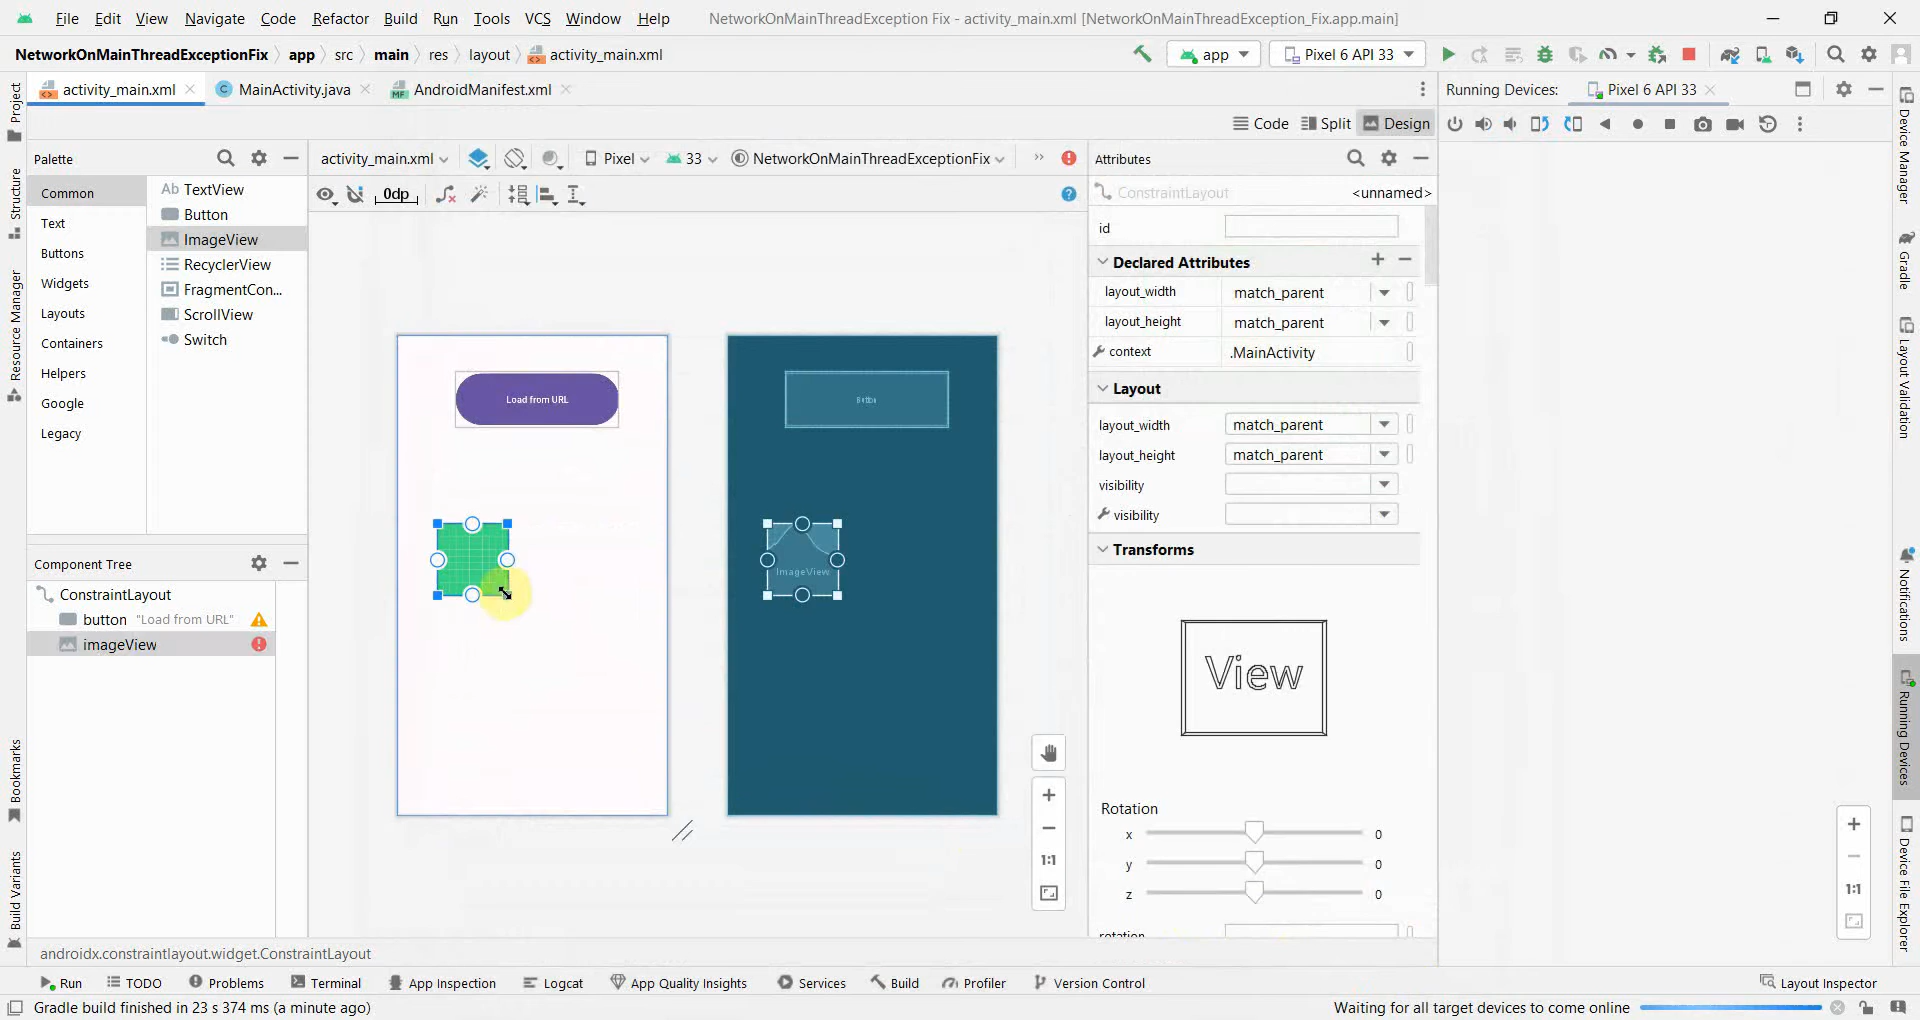 File Edit View Navigate Code Refactor Build Run Tools VCS Window Help NetworkOnMainThreadException Fix - activity_main.xml [NetworkOnMainThreadException_Fix.app.main]
NetworkOnMainThreadExceptionFix app src main res layout activity_main.xml app Pixel 6 API 33
activity_main.xml MainActivity.java AndroidManifest.xml Running Devices: Pixel 6 API 33
Code Split Design
Palette activity_main.xml Pixel 33 NetworkOnMainThreadExceptionFix Attributes
Common
Text
Buttons
Widgets
Layouts
Containers
Helpers
Google
Legacy
Ab TextView
Button
ImageView
RecyclerView
FragmentCon...
ScrollView
Switch
0dp
ConstraintLayout <unnamed>
id
Declared Attributes
layout_width match_parent
layout_height match_parent
context .MainActivity
Layout
layout_width match_parent
layout_height match_parent
visibility
visibility
Transforms
View
Rotation
x 0
y 0
z 0
rotation
Load from URL
Button
ImageView
1:1
1:1
Component Tree
ConstraintLayout
button "Load from URL"
imageView
androidx.constraintlayout.widget.ConstraintLayout
Project
Structure
Resource Manager
Bookmarks
Build Variants
Device Manager
Gradle
Layout Validation
Notifications
Running Devices
Device File Explorer
Run TODO Problems Terminal App Inspection Logcat App Quality Insights Services Build Profiler Version Control Layout Inspector
Gradle build finished in 23 s 374 ms (a minute ago) Waiting for all target devices to come online